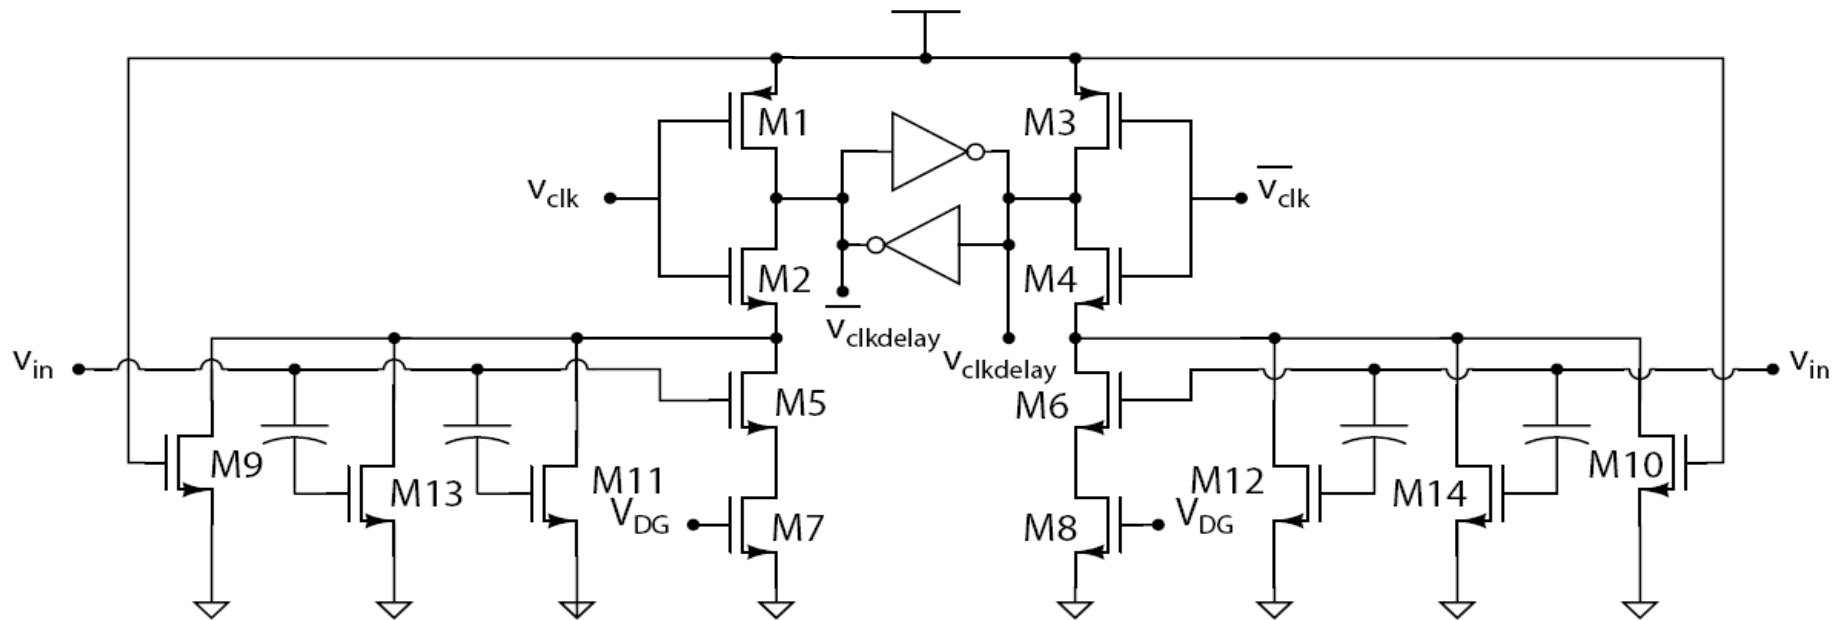 M1
M3
v_clk
v̅_clk
M2
M4
v̅_clkdelay
v_in
v_clkdelay
v_in
M5
M6
M9
M13
M11
V_DG
M7
M8
M12
V_DG
M14
M10